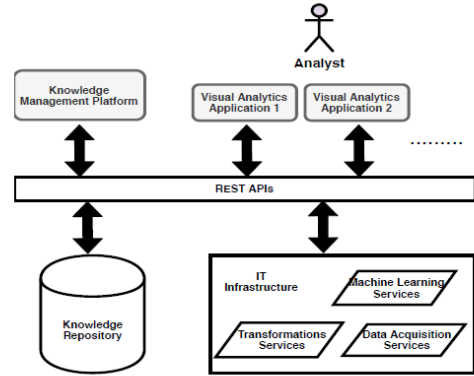 Analyst
Knowledge
Management Platform
Visual Analytics
Application 1
Visual Analytics
Application 2
.........
REST APIs
Knowledge
Repository
IT
Infrastructure
Machine Learning
Services
Transformations
Services
Data Acquisition
Services